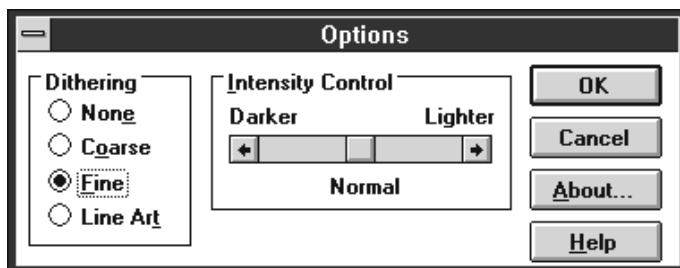 Options
Dithering
None
Coarse
Fine
Line Art
Intensity Control
Darker Lighter
Normal
OK
Cancel
About...
Help